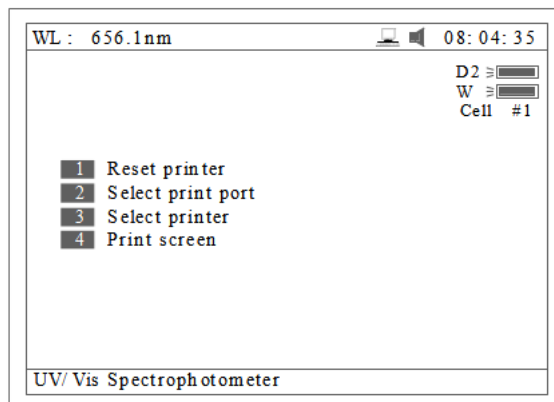 WL: 656.1nm 08:04:35
D2
W
Cell #1
1 Reset printer
2 Select print port
3 Select printer
4 Print screen
UV/Vis Spectrophotometer